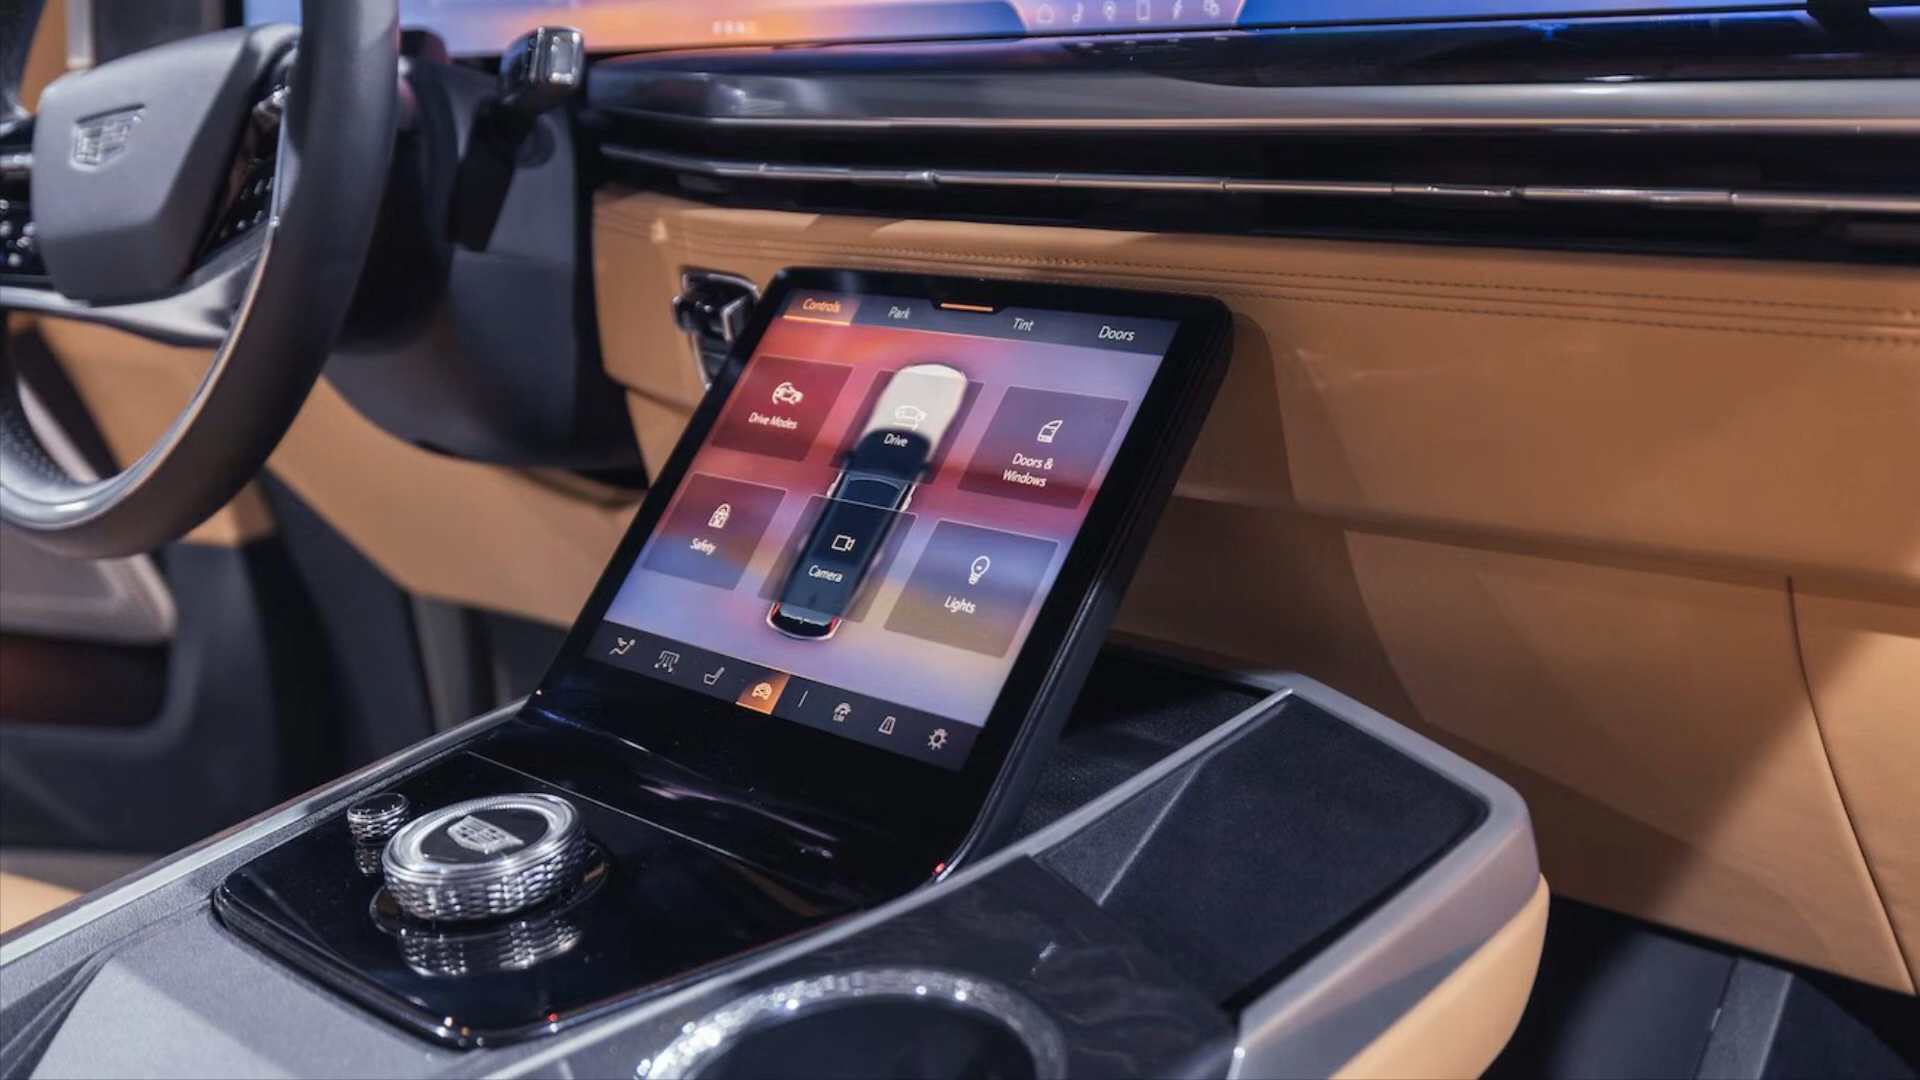 Controls
Park
Tint
Doors
Drive Modes
Drive
Doors &
Windows
Safety
Camera
Lights